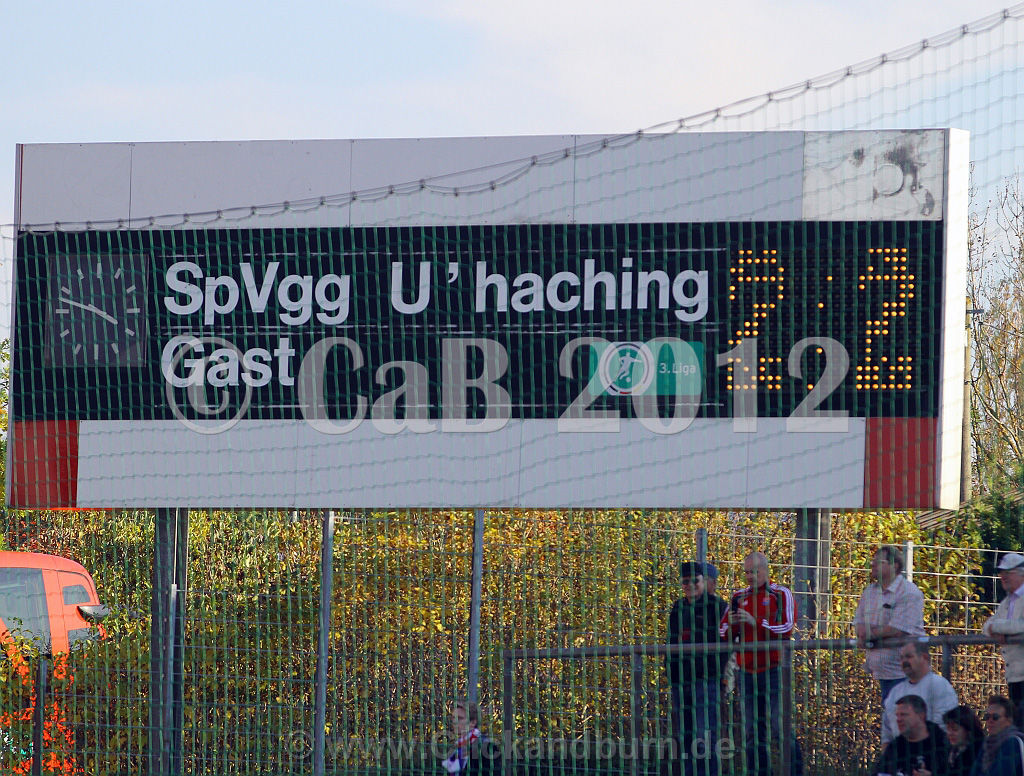 SpVgg U'haching 2:2
Gast
3. Liga
© CaB 2012
© www.clickandburn.de